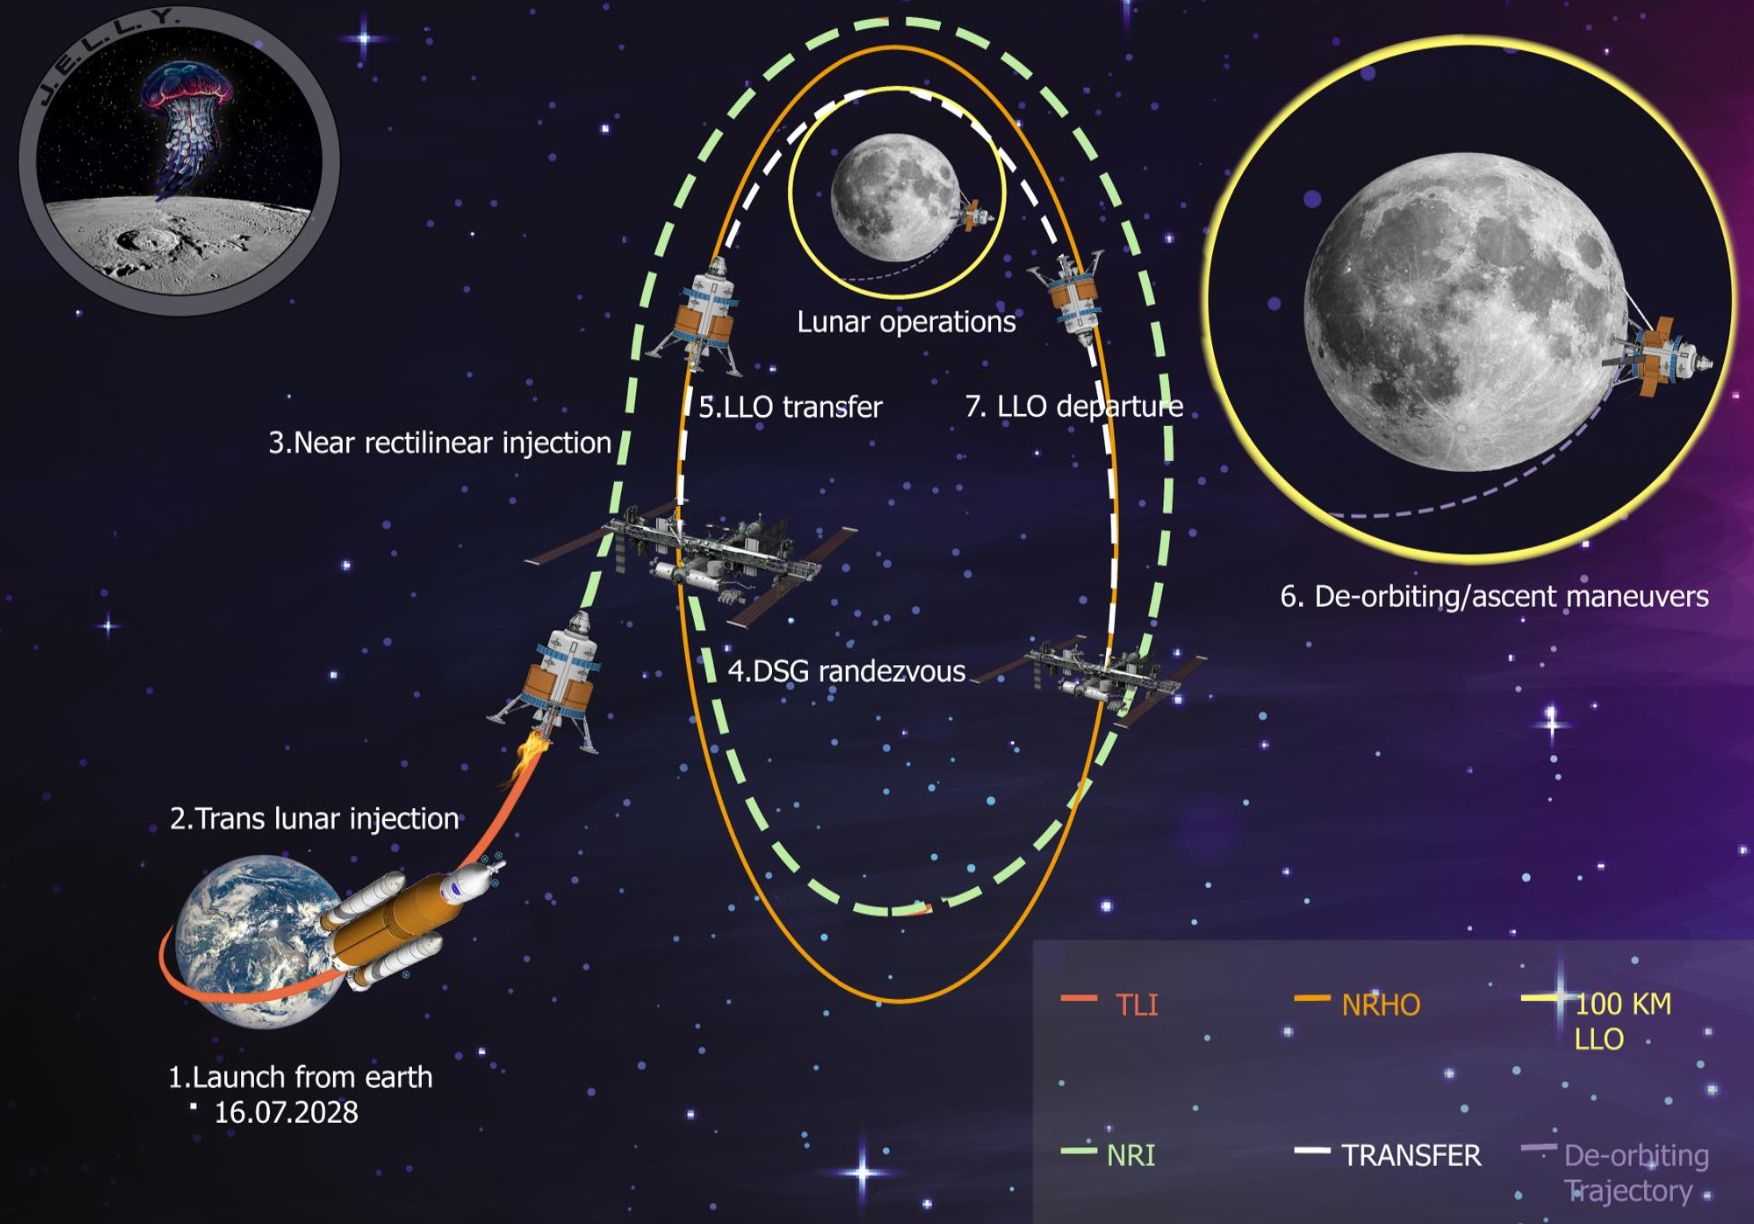 J.E.L.L.Y.
Lunar operations
5.LLO transfer
7. LLO departure
3.Near rectilinear injection
6. De-orbiting/ascent maneuvers
4.DSG randezvous
2.Trans lunar injection
1.Launch from earth
16.07.2028
TLI
NRHO
100 KM
LLO
NRI
TRANSFER
De-orbiting
Trajectory